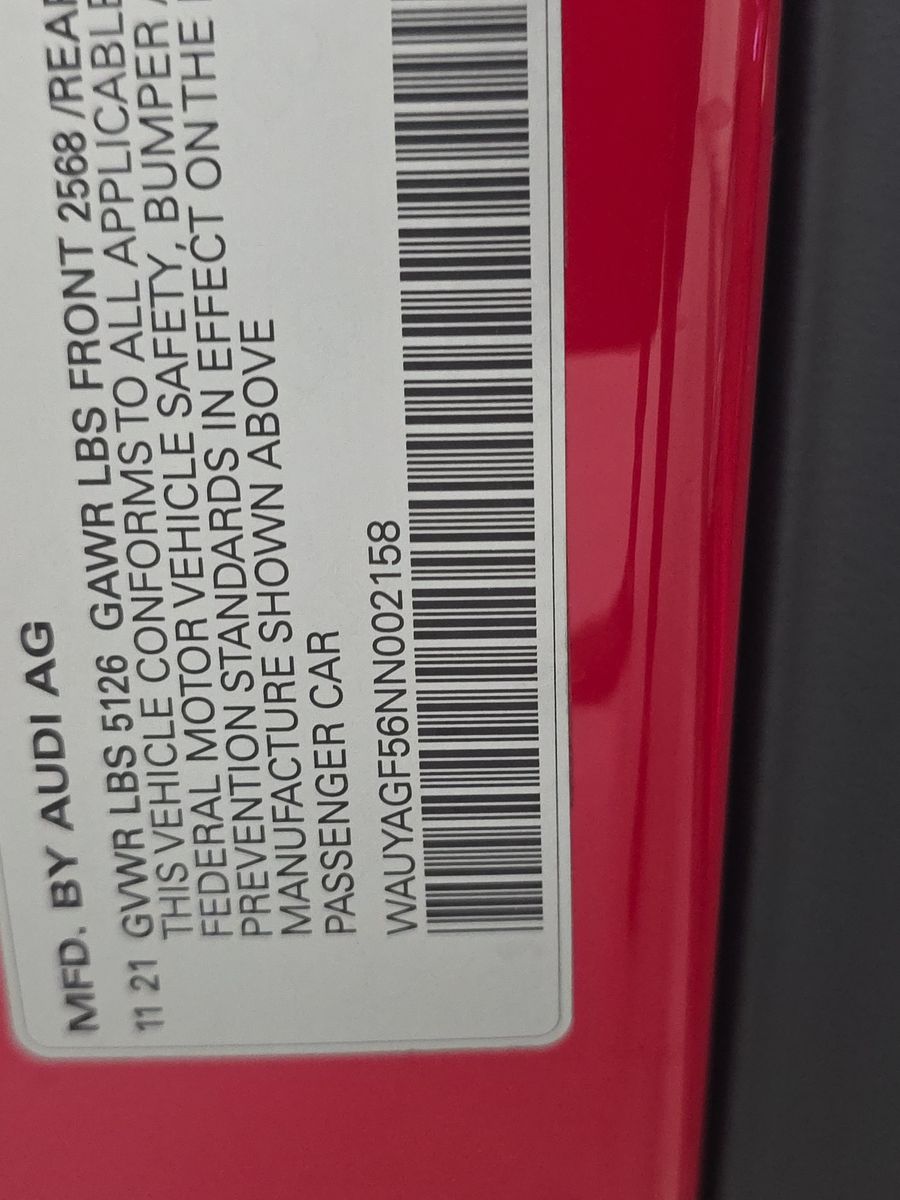 MFD. BY AUDI AG
11 21 GVWR LBS 5126 GAWR LBS FRONT 2568 /REAR
THIS VEHICLE CONFORMS TO ALL APPLICABLE
FEDERAL MOTOR VEHICLE SAFETY, BUMPER
PREVENTION STANDARDS IN EFFECT ON THE
MANUFACTURE SHOWN ABOVE
PASSENGER CAR
WAUYAGF56NN002158